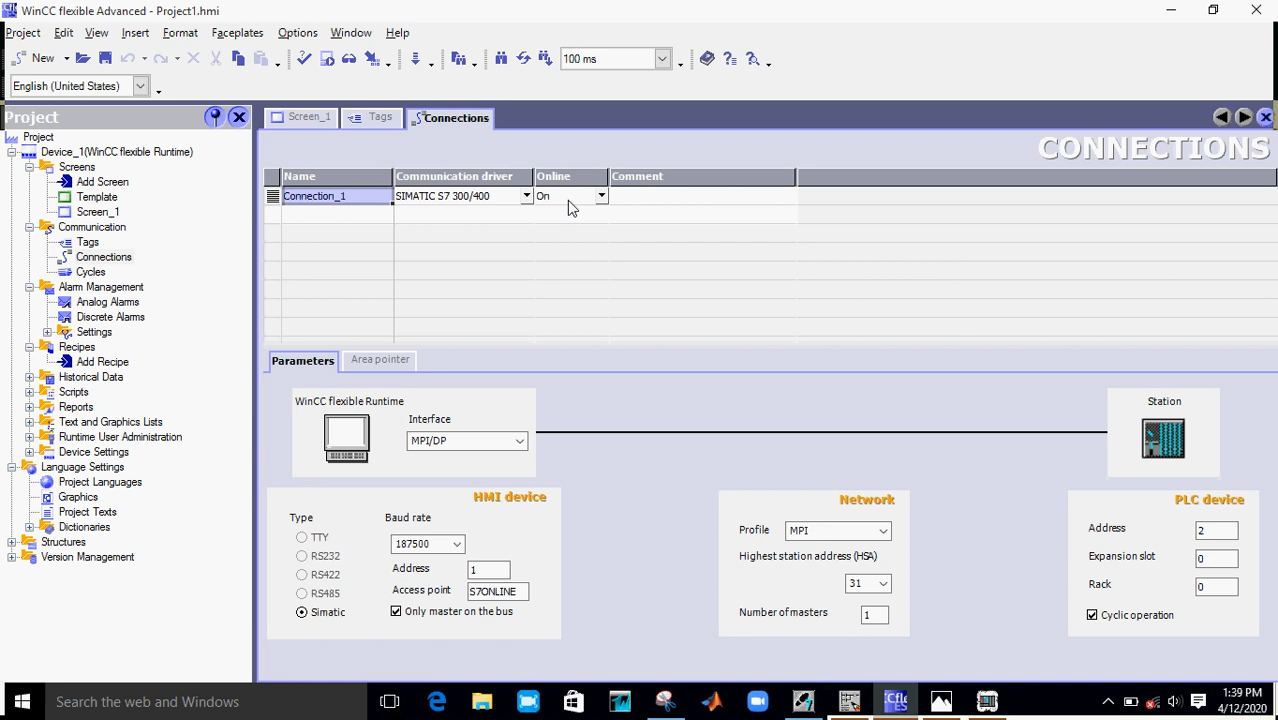 WinCC flexible Advanced - Project1.hmi
Project Edit View Insert Format Faceplates Options Window Help
New 100 ms
English (United States)
Project
Screen_1 Tags Connections
Project
Device_1(WinCC flexible Runtime)
Screens
Add Screen
Template
Screen_1
Communication
Tags
Connections
Cycles
Alarm Management
Analog Alarms
Discrete Alarms
Settings
Recipes
Add Recipe
Historical Data
Scripts
Reports
Text and Graphics Lists
Runtime User Administration
Device Settings
Language Settings
Project Languages
Graphics
Project Texts
Dictionaries
Structures
Version Management
CONNECTIONS
Name Communication driver Online Comment
Connection_1 SIMATIC S7 300/400 On
Parameters Area pointer
WinCC flexible Runtime
Interface
MPI/DP
Station
HMI device
Type Baud rate
TTY
RS232
RS422
RS485
Simatic
187500
Address 1
Access point S7ONLINE
Only master on the bus
Network
Profile MPI
Highest station address (HSA)
31
Number of masters 1
PLC device
Address 2
Expansion slot 0
Rack 0
Cyclic operation
Search the web and Windows
1:39 PM
4/12/2020